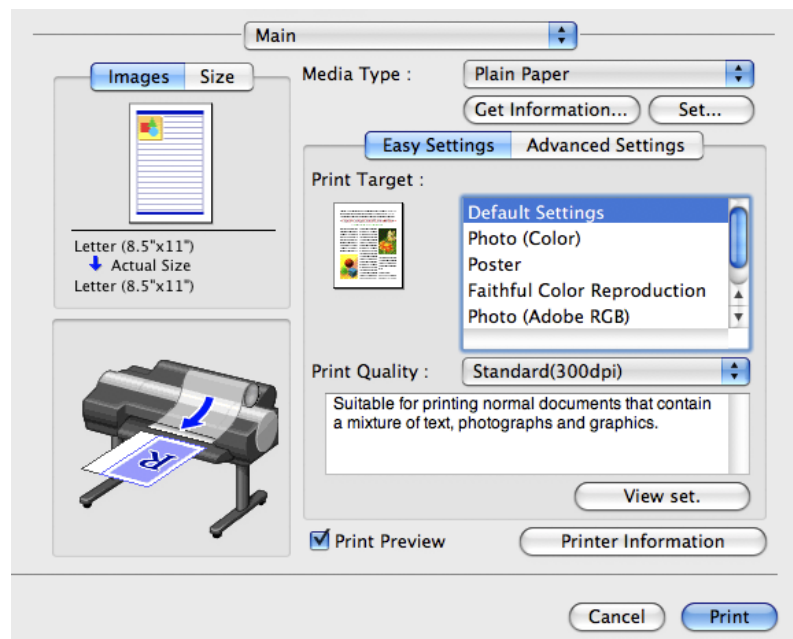 Main
Images Size
Media Type : Plain Paper
Get Information... Set...
Easy Settings Advanced Settings
Print Target :
Default Settings
Photo (Color)
Poster
Faithful Color Reproduction
Photo (Adobe RGB)
Letter (8.5"x11")
Actual Size
Letter (8.5"x11")
Print Quality : Standard(300dpi)
Suitable for printing normal documents that contain
a mixture of text, photographs and graphics.
View set.
R
Print Preview
Printer Information
Cancel Print